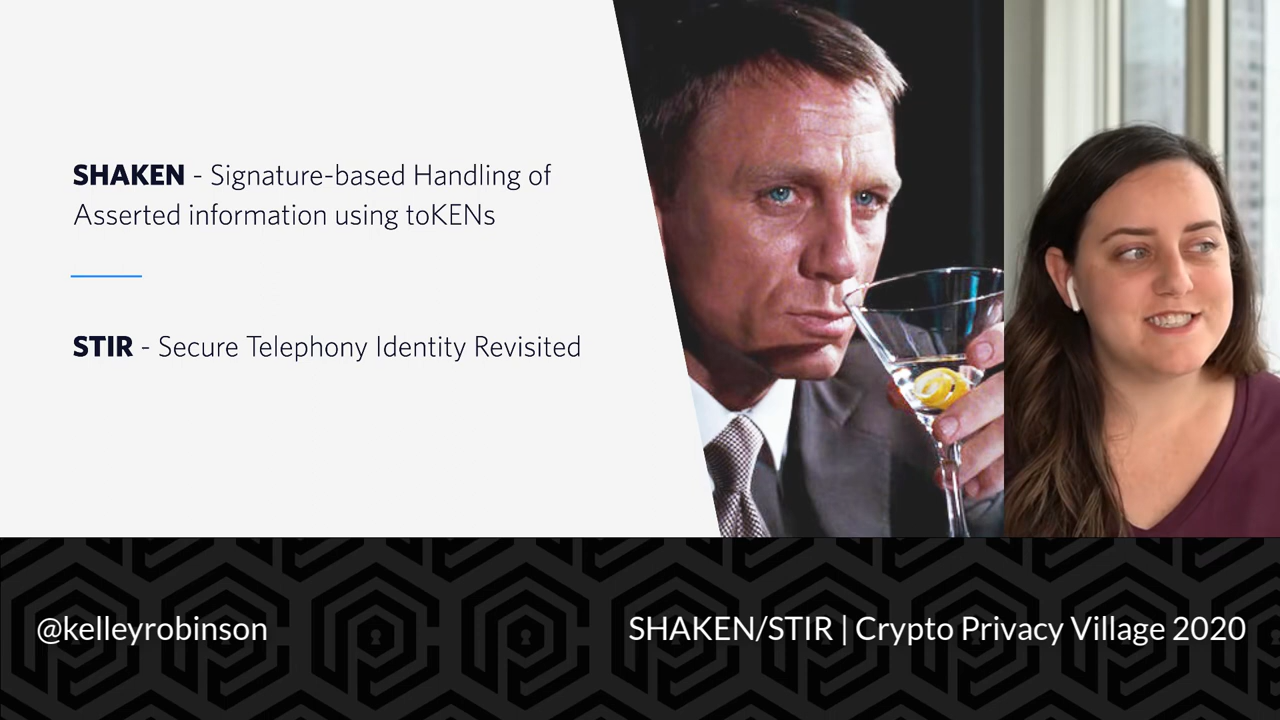 SHAKEN - Signature-based Handling of
Asserted information using toKENs
STIR - Secure Telephony Identity Revisited
@kelleyrobinson
SHAKEN/STIR | Crypto Privacy Village 2020